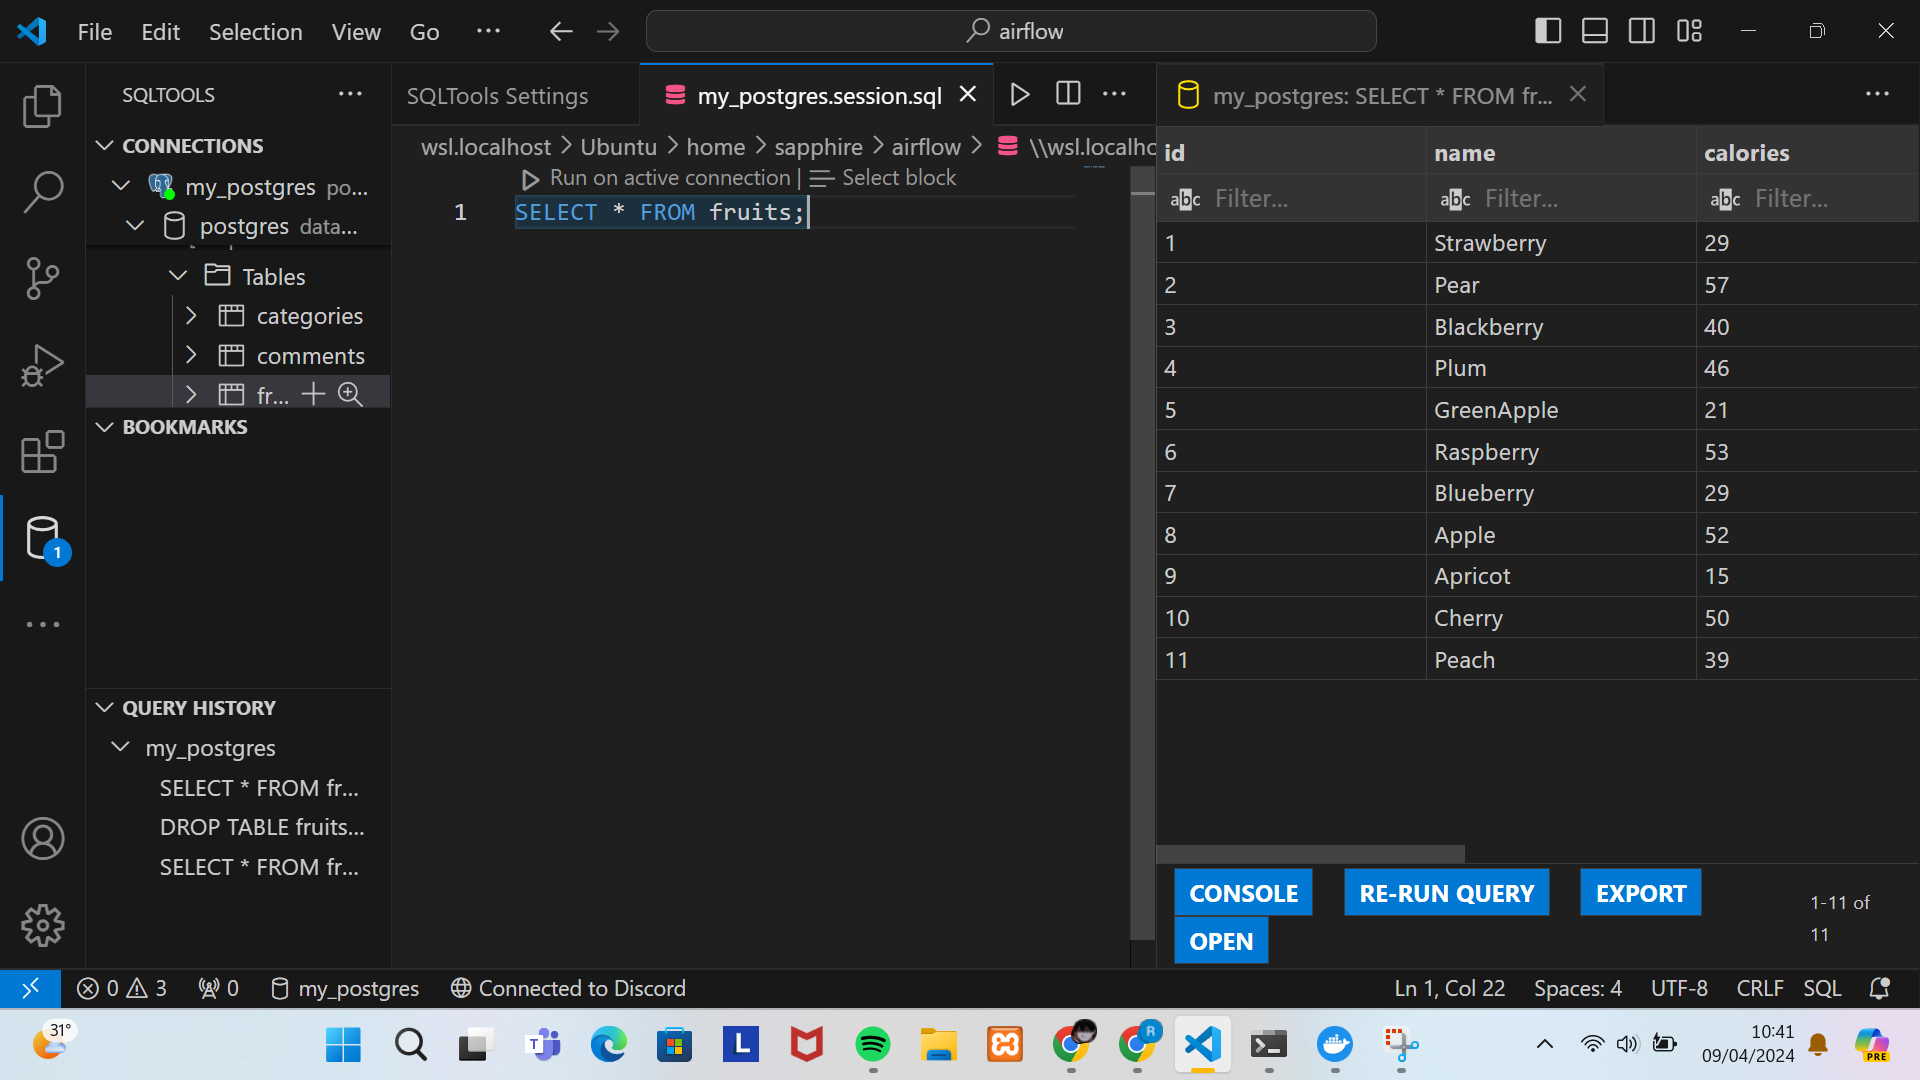 File Edit Selection View Go ··· airflow
SQLTOOLS
CONNECTIONS
my_postgres po...
postgres data...
Tables
categories
comments
fr...
BOOKMARKS
QUERY HISTORY
my_postgres
SELECT * FROM fr...
DROP TABLE fruits...
SELECT * FROM fr...
1
SQLTools Settings my_postgres.session.sql
wsl.localhost > Ubuntu > home > sapphire > airflow > \\wsl.localhc
Run on active connection | Select block
1 SELECT * FROM fruits;
my_postgres: SELECT * FROM fr...
id name calories
abc Filter... abc Filter... abc Filter...
1 Strawberry 29
2 Pear 57
3 Blackberry 40
4 Plum 46
5 GreenApple 21
6 Raspberry 53
7 Blueberry 29
8 Apple 52
9 Apricot 15
10 Cherry 50
11 Peach 39
CONSOLE RE-RUN QUERY EXPORT
OPEN
1-11 of
11
0 3 0 my_postgres Connected to Discord Ln 1, Col 22 Spaces: 4 UTF-8 CRLF SQL
31°
T
L
R
PRE
10:41
09/04/2024